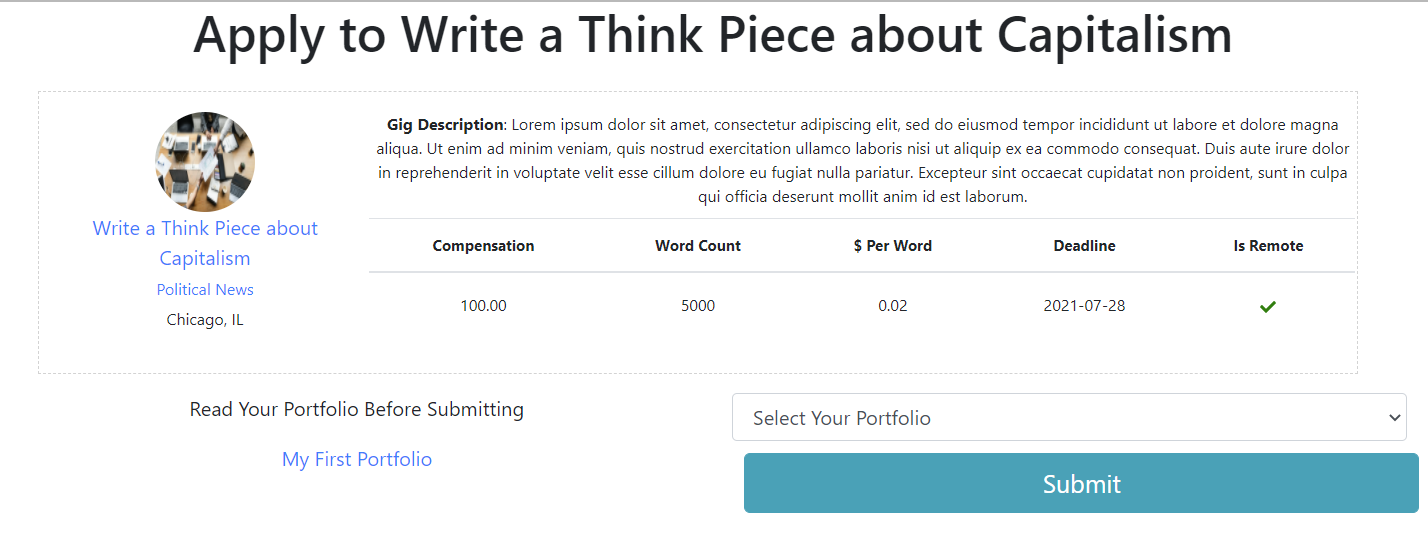 Apply to Write a Think Piece about Capitalism
Write a Think Piece about
Capitalism
Political News
Chicago, IL
Gig Description: Lorem ipsum dolor sit amet, consectetur adipiscing elit, sed do eiusmod tempor incididunt ut labore et dolore magna
aliqua. Ut enim ad minim veniam, quis nostrud exercitation ullamco laboris nisi ut aliquip ex ea commodo consequat. Duis aute irure dolor
in reprehenderit in voluptate velit esse cillum dolore eu fugiat nulla pariatur. Excepteur sint occaecat cupidatat non proident, sunt in culpa
qui officia deserunt mollit anim id est laborum.
Compensation Word Count $ Per Word Deadline Is Remote
100.00 5000 0.02 2021-07-28
Read Your Portfolio Before Submitting
My First Portfolio
Select Your Portfolio
Submit